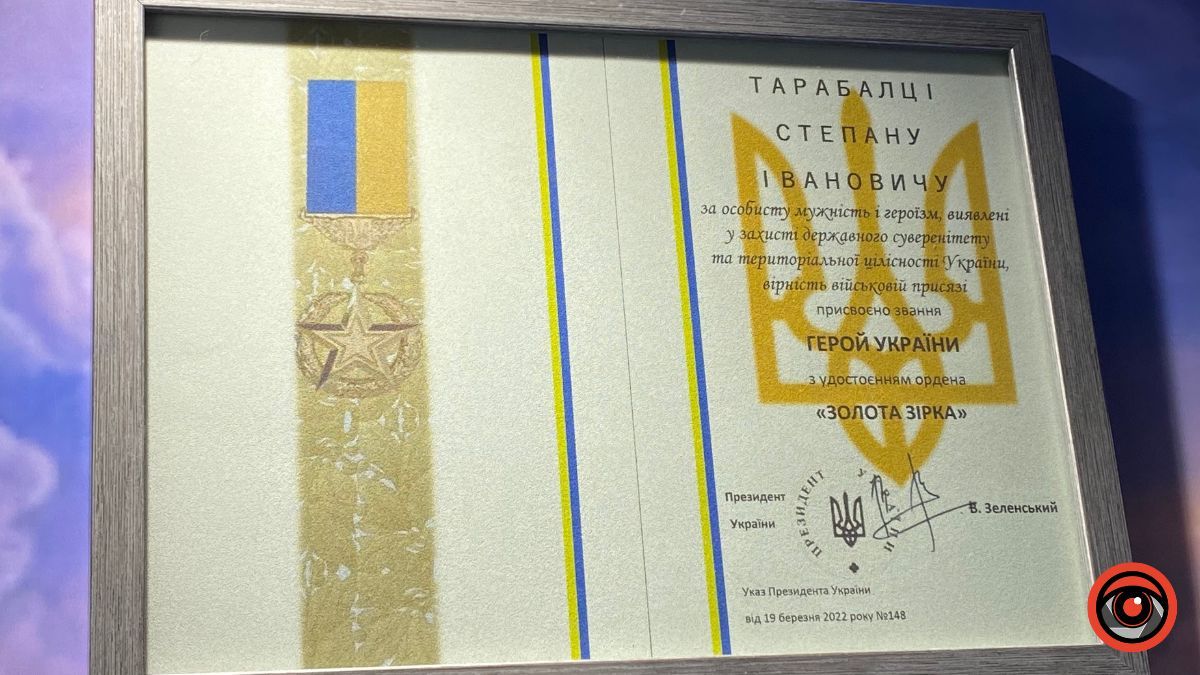 ТАРАБАЛЦІ
СТЕПАНУ
ІВАНОВИЧУ
за особисту мужність і героїзм, виявлені
у захисті державного суверенітету
та територіальної цілісності України,
вірність військовій присязі
присвоєно звання
ГЕРОЙ УКРАЇНИ
з удостоєнням ордена
«ЗОЛОТА ЗІРКА»
Президент
України
ПРЕЗИДЕНТ УКРАЇНИ
В. Зеленський
Указ Президента України
від 19 березня 2022 року №148